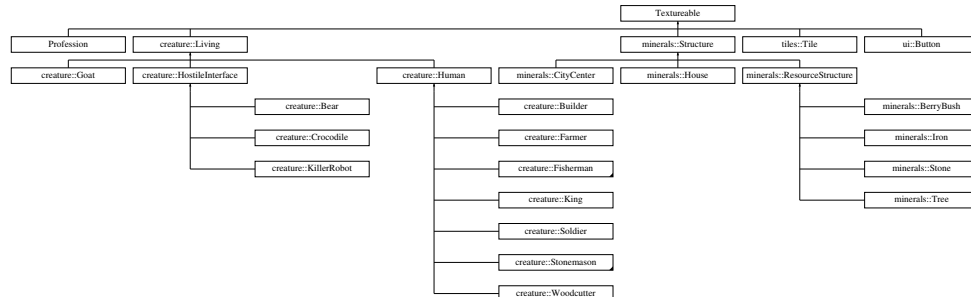 Textureable
Profession
creature::Living
minerals::Structure
tiles::Tile
ui::Button
creature::Goat
creature::HostileInterface
creature::Human
minerals::CityCenter
minerals::House
minerals::ResourceStructure
creature::Bear
creature::Builder
minerals::BerryBush
creature::Crocodile
creature::Farmer
minerals::Iron
creature::KillerRobot
creature::Fisherman
minerals::Stone
creature::King
minerals::Tree
creature::Soldier
creature::Stonemason
creature::Woodcutter